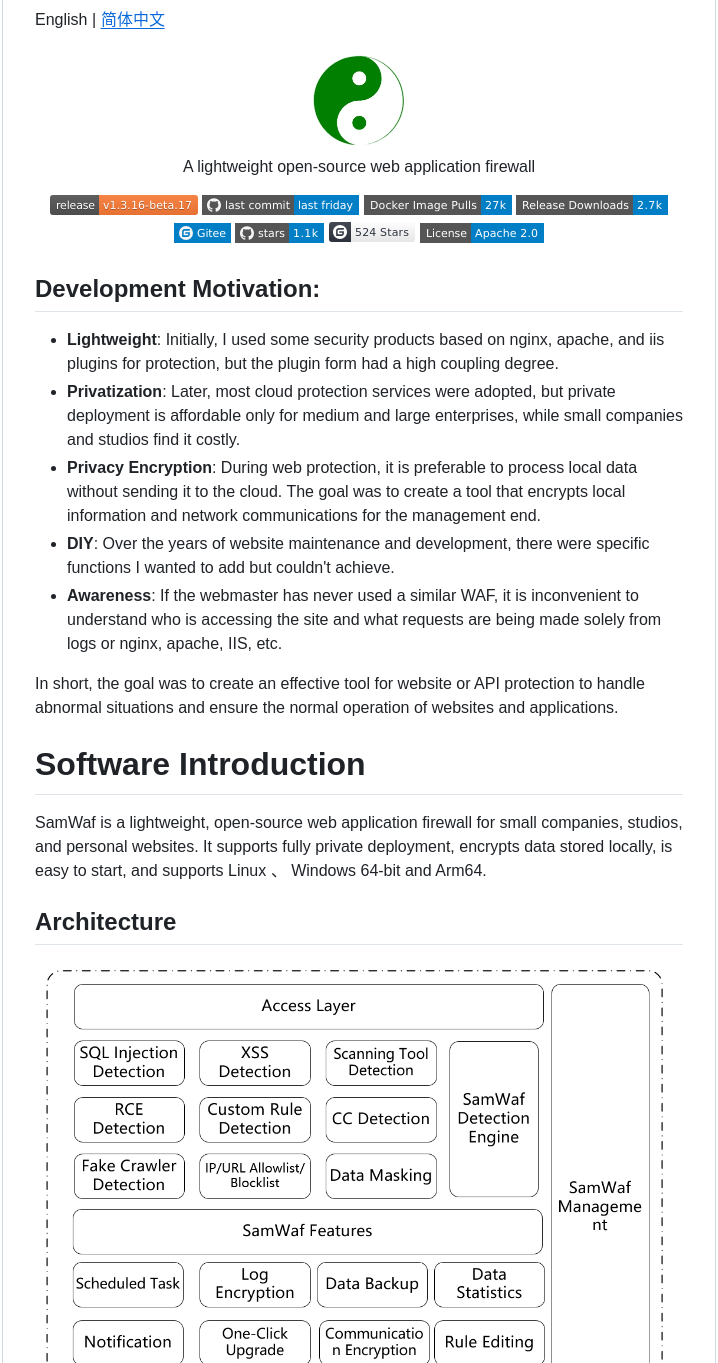 English | 简体中文
A lightweight open-source web application firewall
release v1.3.16-beta.17 last commit last friday Docker Image Pulls 27k Release Downloads 2.7k
Gitee stars 1.1k 524 Stars License Apache 2.0
Development Motivation:
• Lightweight: Initially, I used some security products based on nginx, apache, and iis
plugins for protection, but the plugin form had a high coupling degree.
• Privatization: Later, most cloud protection services were adopted, but private
deployment is affordable only for medium and large enterprises, while small companies
and studios find it costly.
• Privacy Encryption: During web protection, it is preferable to process local data
without sending it to the cloud. The goal was to create a tool that encrypts local
information and network communications for the management end.
• DIY: Over the years of website maintenance and development, there were specific
functions I wanted to add but couldn't achieve.
• Awareness: If the webmaster has never used a similar WAF, it is inconvenient to
understand who is accessing the site and what requests are being made solely from
logs or nginx, apache, IIS, etc.
In short, the goal was to create an effective tool for website or API protection to handle
abnormal situations and ensure the normal operation of websites and applications.
Software Introduction
SamWaf is a lightweight, open-source web application firewall for small companies, studios,
and personal websites. It supports fully private deployment, encrypts data stored locally, is
easy to start, and supports Linux 、 Windows 64-bit and Arm64.
Architecture
Access Layer
SQL Injection
Detection
XSS
Detection
Scanning Tool
Detection
RCE
Detection
Custom Rule
Detection
CC Detection
Fake Crawler
Detection
IP/URL Allowlist/
Blocklist
Data Masking
SamWaf
Detection
Engine
SamWaf
Manageme
nt
SamWaf Features
Scheduled Task
Log
Encryption
Data Backup
Data
Statistics
Notification
One-Click
Upgrade
Communicatio
n Encryption
Rule Editing